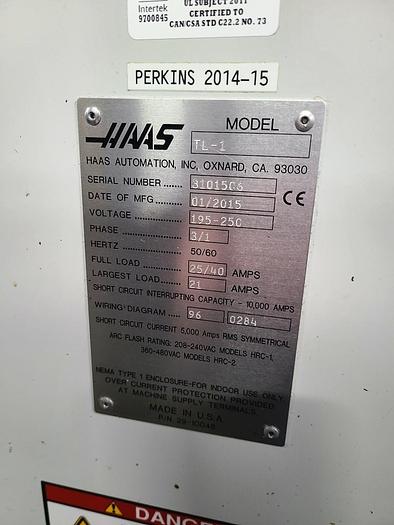 UL SUBJECT 2011
Intertek CERTIFIED TO
9700845 CAN/CSA STD C22.2 NO. 73
PERKINS 2014-15
HAAS MODEL TL-1
HAAS AUTOMATION, INC, OXNARD, CA. 93030
SERIAL NUMBER ....... 3101506
DATE OF MFG ....... 01/2015 CE
VOLTAGE ................ 195-250
PHASE .................... 3/1
HERTZ .................... 50/60
FULL LOAD ............. 25/40 AMPS
LARGEST LOAD ...... 21 AMPS
SHORT CIRCUIT INTERRUPTING CAPACITY - 10,000 AMPS
WIRING DIAGRAM ..... 96 0284
SHORT CIRCUIT CURRENT 5,000 Amps RMS SYMMETRICAL
ARC FLASH RATING: 208-240VAC MODELS HRC-1,
360-480VAC MODELS HRC-2.
NEMA TYPE 1 ENCLOSURE-FOR INDOOR USE ONLY
OVER CURRENT PROTECTION PROVIDED
AT MACHINE SUPPLY TERMINALS.
MADE IN U.S.A.
P/N 29-10048
DANGER